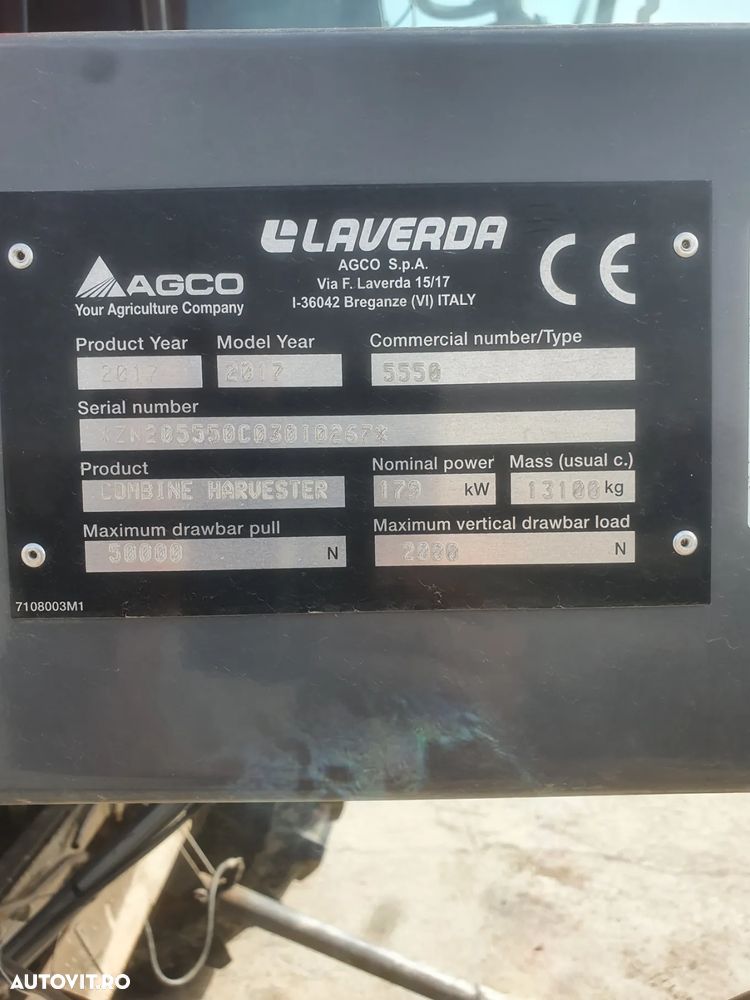 LAVERDA
AGCO S.p.A.
Via F. Laverda 15/17
I-36042 Breganze (VI) ITALY
AGCO
Your Agriculture Company
CE
Product Year Model Year Commercial number/Type
2017 2017 5550
Serial number
*ZN205550C03010267*
Product Nominal power Mass (usual c.)
COMBINE HARVESTER 179 kW 13100 kg
Maximum drawbar pull Maximum vertical drawbar load
50000 N 2000 N
7108003M1
AUTOVIT.RO